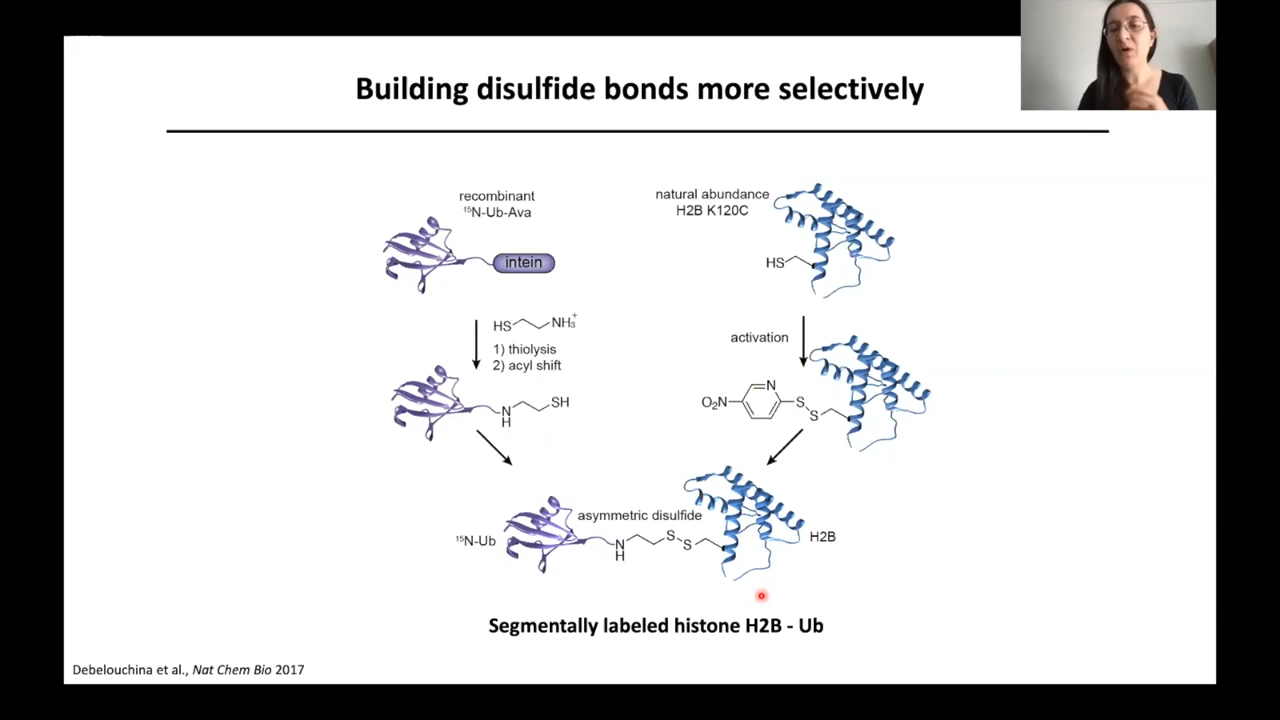 Building disulfide bonds more selectively
recombinant
¹⁵N-Ub-Ava
intein
natural abundance
H2B K120C
HS
HS NH₃⁺
1) thiolysis
2) acyl shift
activation
N
H
SH
O₂N
N
S
S
asymmetric disulfide
¹⁵N-Ub
N
H
S
S
H2B
Segmentally labeled histone H2B - Ub
Debelouchina et al., Nat Chem Bio 2017